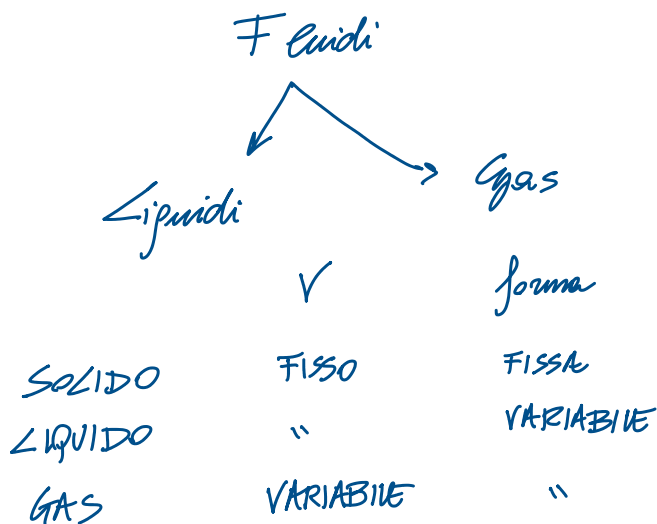 Fluidi
Liquidi Gas
V forma
SOLIDO FISSO FISSA
LIQUIDO " VARIABILE
GAS VARIABILE "